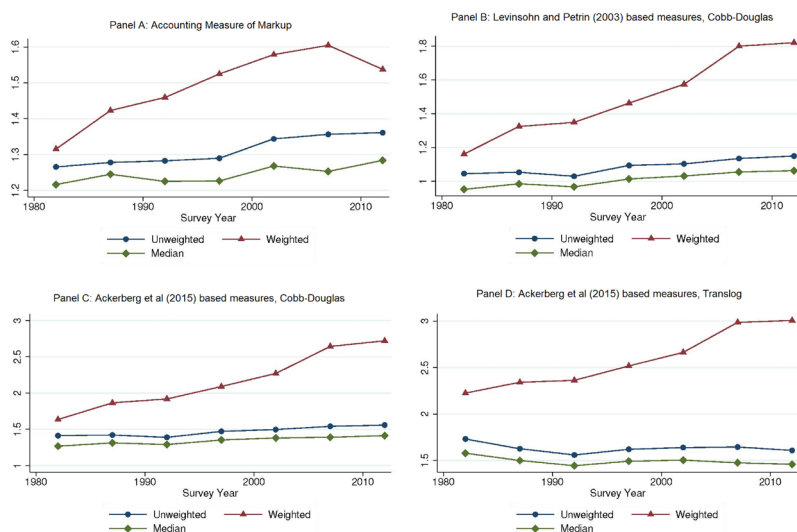 Panel A: Accounting Measure of Markup
1.6
1.5
1.4
1.3
1.2
1980
1990
2000
2010
Survey Year
Unweighted
Weighted
Median
Panel B: Levinsohn and Petrin (2003) based measures, Cobb-Douglas
1.8
1.6
1.4
1.2
1
1980
1990
2000
2010
Survey Year
Unweighted
Weighted
Median
Panel C: Ackerberg et al (2015) based measures, Cobb-Douglas
3
2.5
2
1.5
1
1980
1990
2000
2010
Survey Year
Unweighted
Weighted
Median
Panel D: Ackerberg et al (2015) based measures, Translog
3
2.5
2
1.5
1980
1990
2000
2010
Survey Year
Unweighted
Weighted
Median